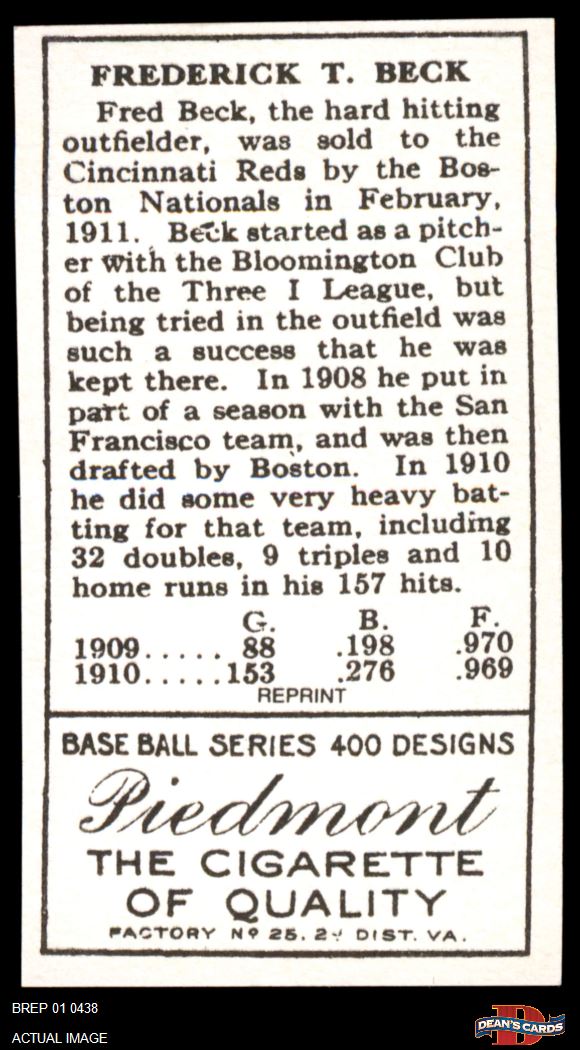 FREDERICK T. BECK
Fred Beck, the hard hitting
outfielder, was sold to the
Cincinnati Reds by the Bos-
ton Nationals in February,
1911. Beck started as a pitch-
er with the Bloomington Club
of the Three I League, but
being tried in the outfield was
such a success that he was
kept there. In 1908 he put in
part of a season with the San
Francisco team, and was then
drafted by Boston. In 1910
he did some very heavy bat-
ting for that team, including
32 doubles, 9 triples and 10
home runs in his 157 hits.
G. B. F.
1909..... 88 .198 .970
1910.....153 .276 .969
REPRINT
BASE BALL SERIES 400 DESIGNS
Piedmont
THE CIGARETTE
OF QUALITY
FACTORY Nº 25. 2ᵈ DIST. VA.
BREP 01 0438
ACTUAL IMAGE
D
DEAN'S CARDS